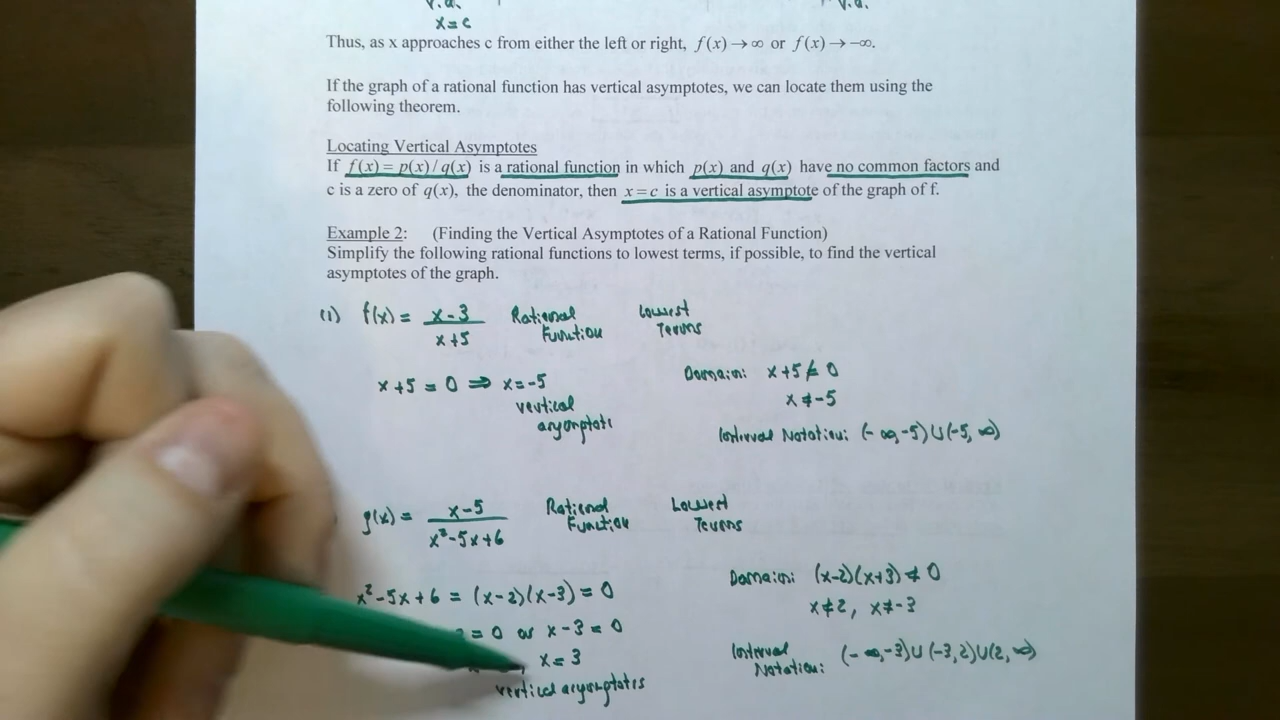 v.a. v.a.
x=c
Thus, as x approaches c from either the left or right, f(x)→∞ or f(x)→−∞.
If the graph of a rational function has vertical asymptotes, we can locate them using the
following theorem.
Locating Vertical Asymptotes
If f(x)=p(x)/q(x) is a rational function in which p(x) and q(x) have no common factors and
c is a zero of q(x), the denominator, then x=c is a vertical asymptote of the graph of f.
Example 2: (Finding the Vertical Asymptotes of a Rational Function)
Simplify the following rational functions to lowest terms, if possible, to find the vertical
asymptotes of the graph.
(1) f(x) = x-3 Rational Lowest
x+5 Function Terms
x+5 = 0 ⇒ x=-5 Domain: x+5 ≠ 0
vertical x ≠ -5
asymptote Interval Notation: (-∞,-5)∪(-5,∞)
g(x) = x-5 Rational Lowest
x²-5x+6 Function Terms
x²-5x+6 = (x-2)(x-3) = 0 Domain: (x-2)(x+3) ≠ 0
= 0 or x-3 = 0 x≠2, x≠-3
x=3 Interval (-∞,-3)∪(-3,2)∪(2,∞)
vertical asymptotes Notation: